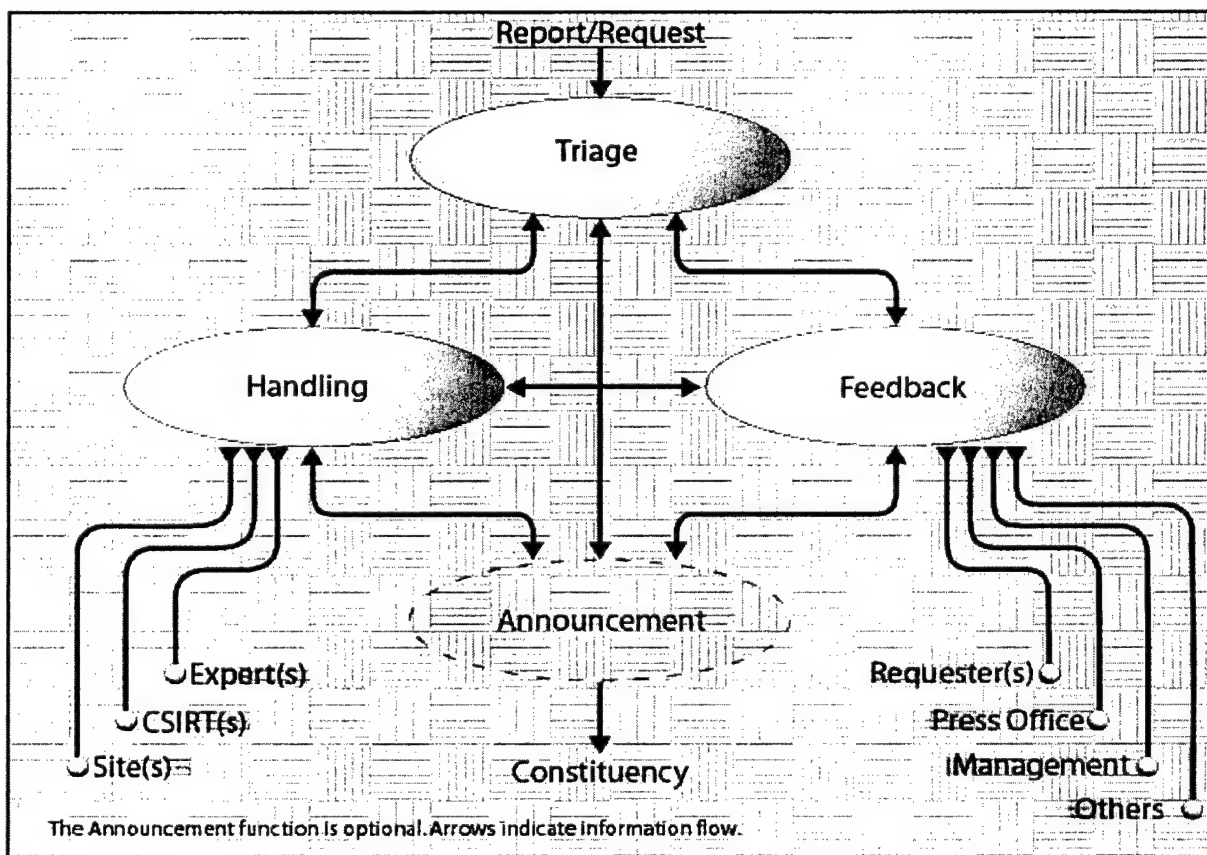 Report/Request
Triage
Handling
Feedback
Announcement
Expert(s)
Requester(s)
CSIRT(s)
Press Office
Site(s)
Constituency
Management
Others
The Announcement function is optional. Arrows indicate information flow.